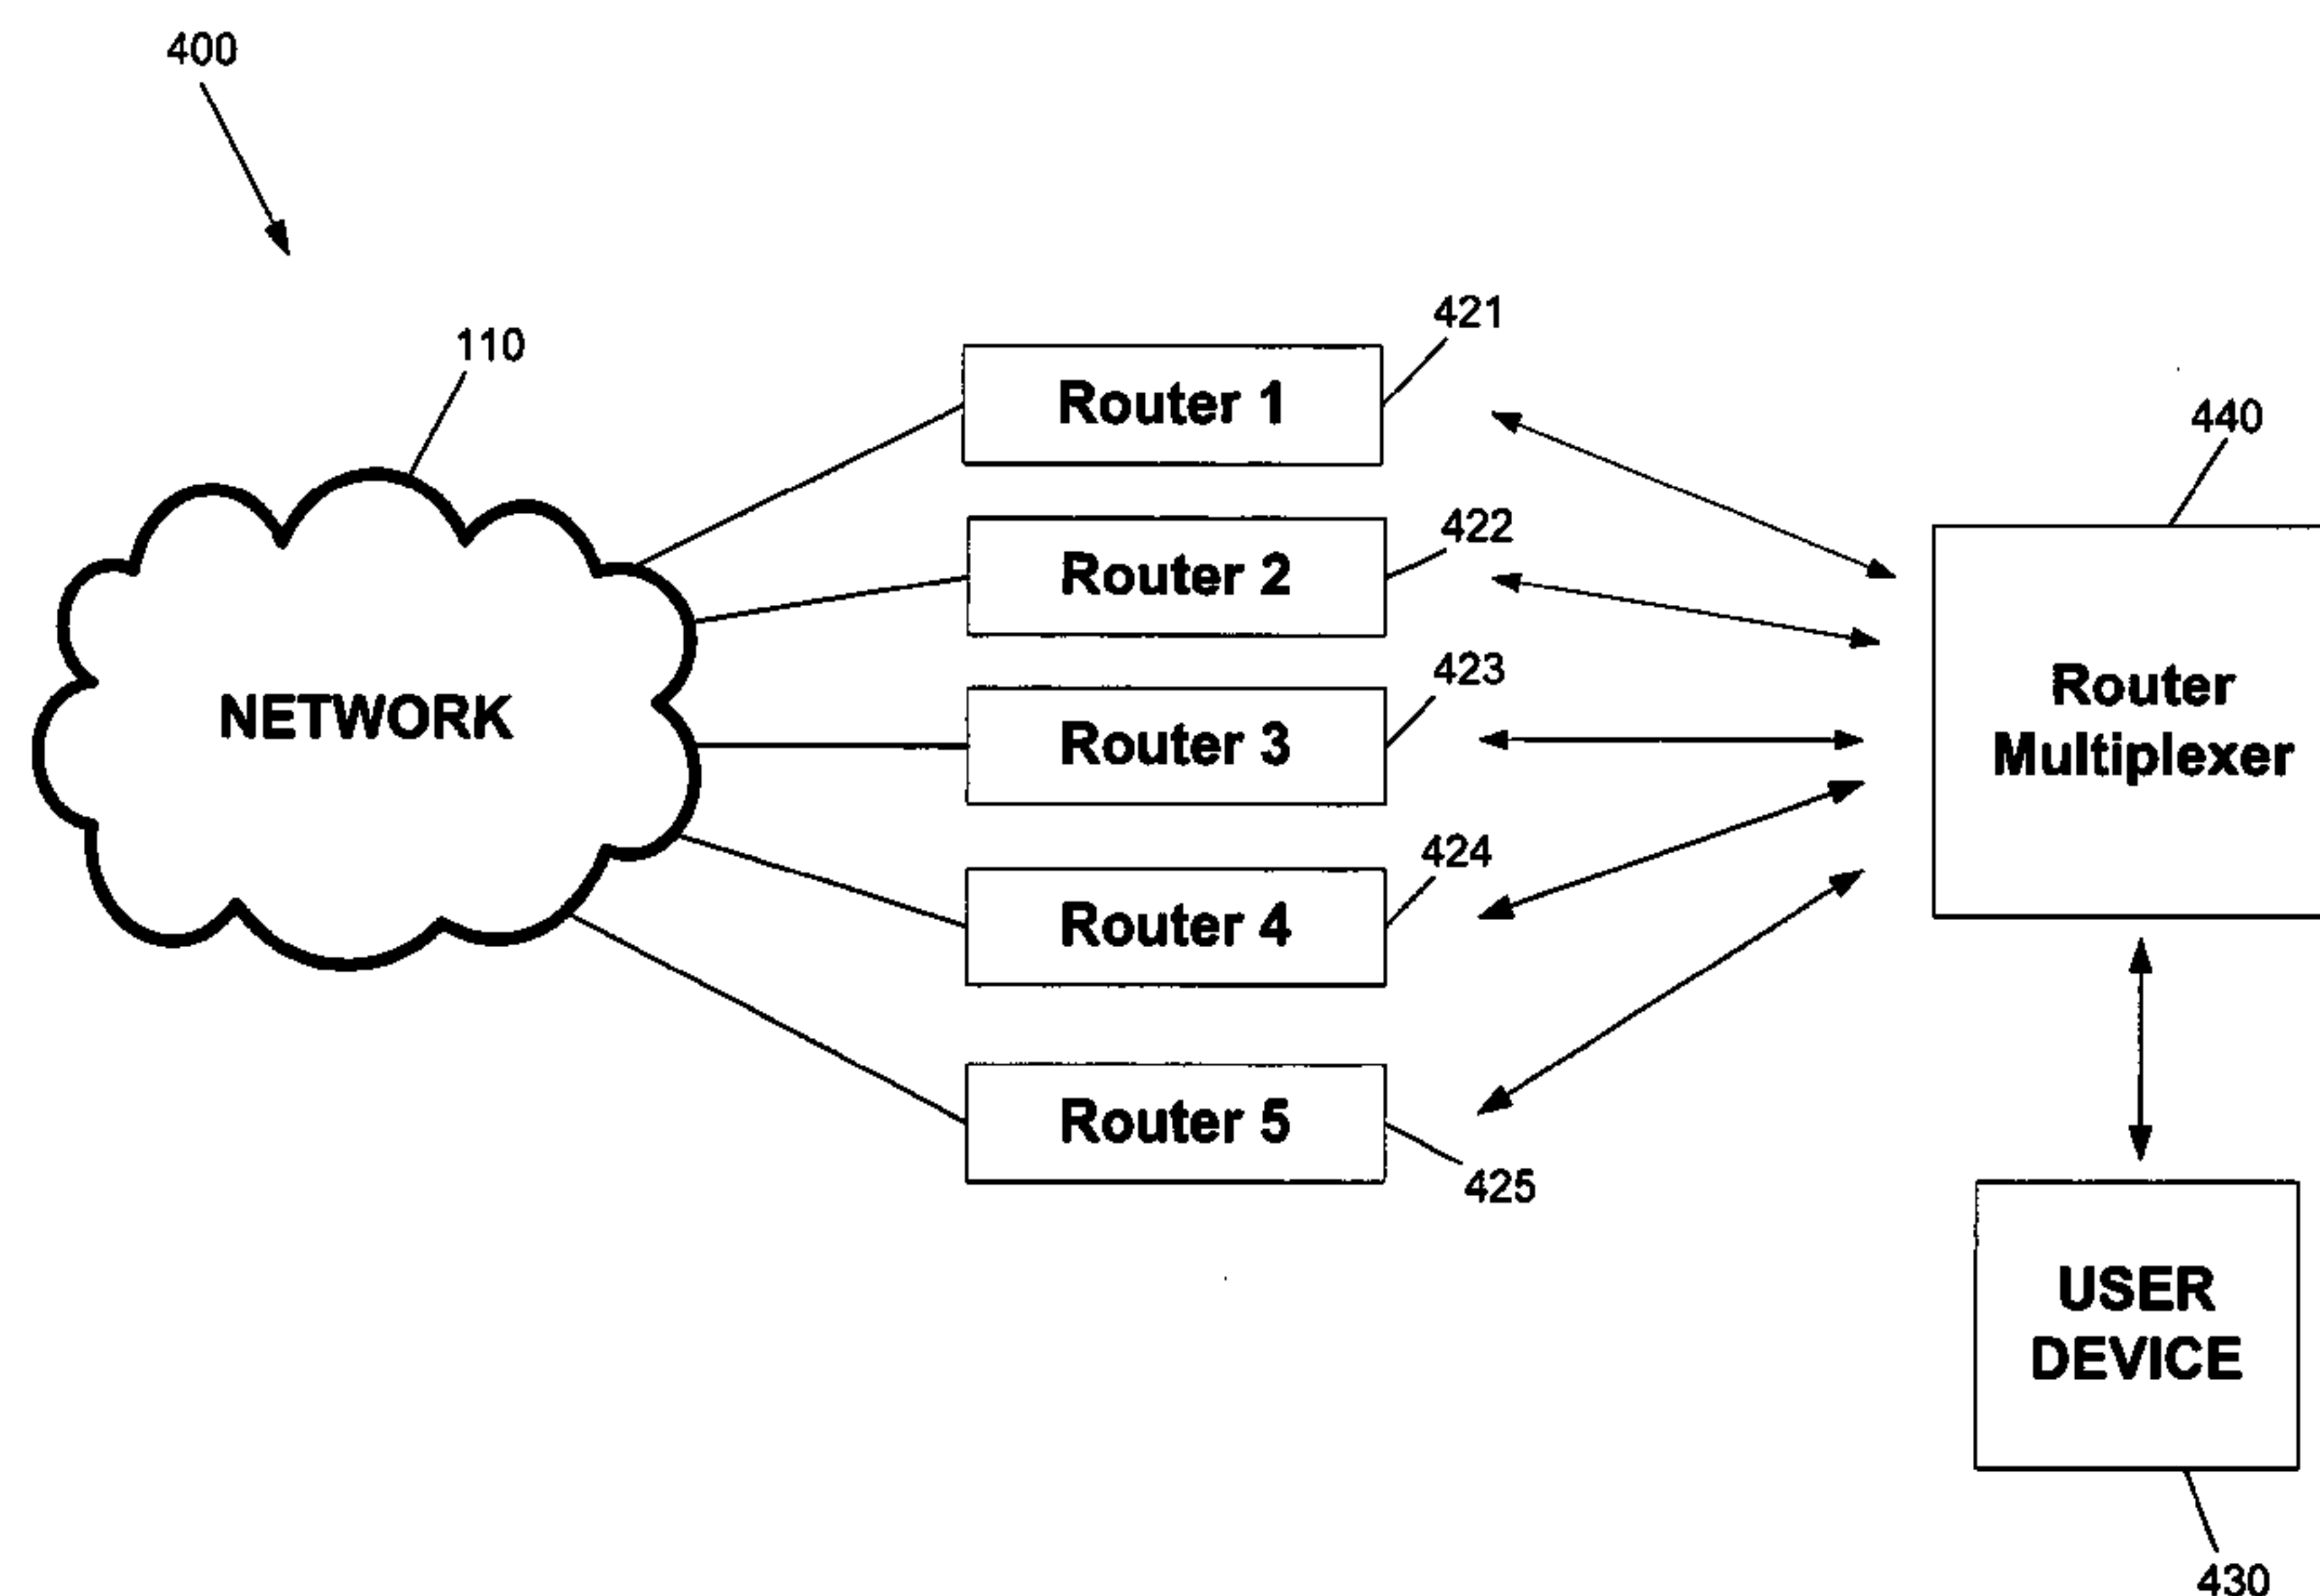 400
110
421
Router 1
440
422
Router 2
423
Router
Multiplexer
NETWORK
Router 3
424
Router 4
Router 5
425
USER
DEVICE
430